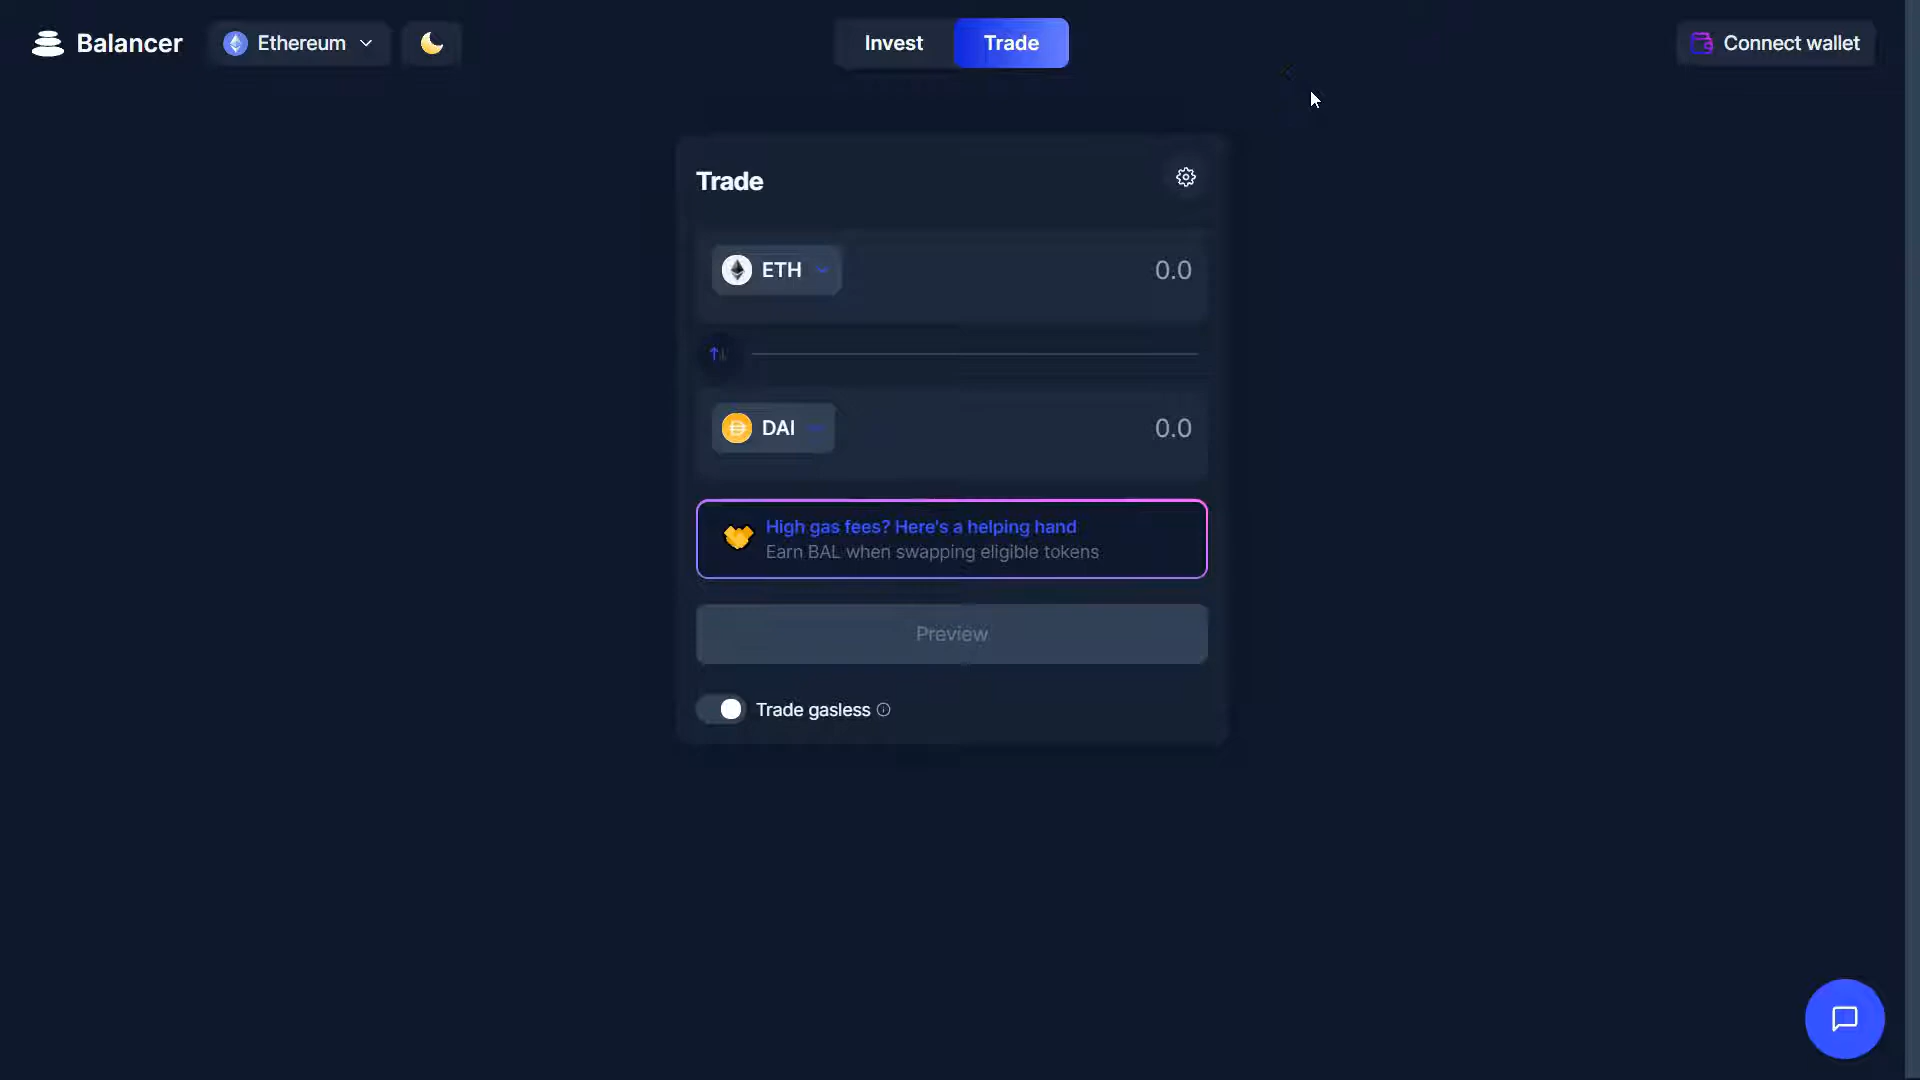 Balancer
Ethereum
Invest
Trade
Connect wallet
Trade
ETH
0.0
DAI
0.0
High gas fees? Here's a helping hand
Earn BAL when swapping eligible tokens
Preview
Trade gasless